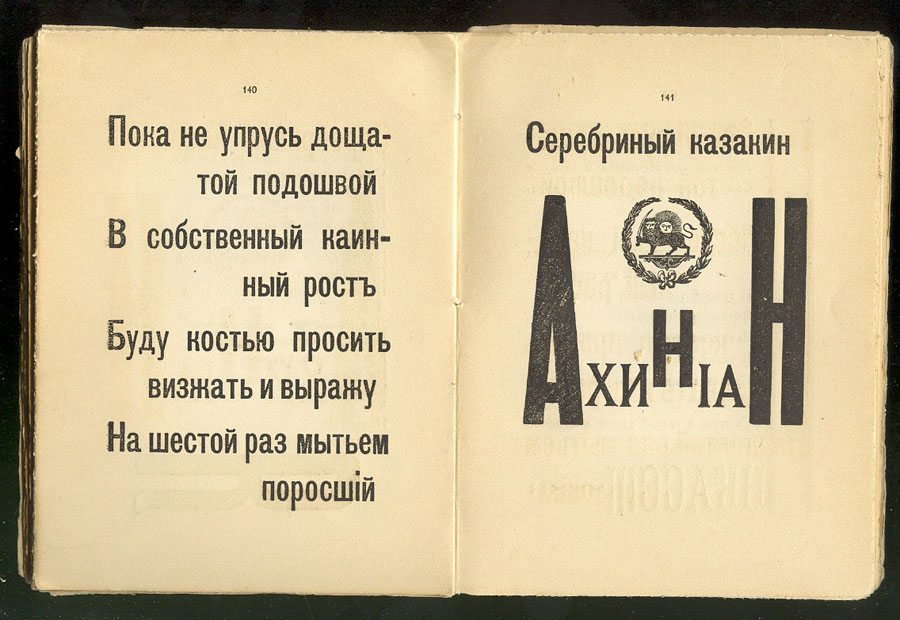 140
Пока не упрусь доща-
той подошвой
В собственный каин-
ный ростъ
Буду костью просить
визжать и выражу
На шестой раз мытьем
поросшій
141
Серебриный казакин
АхиНІаН